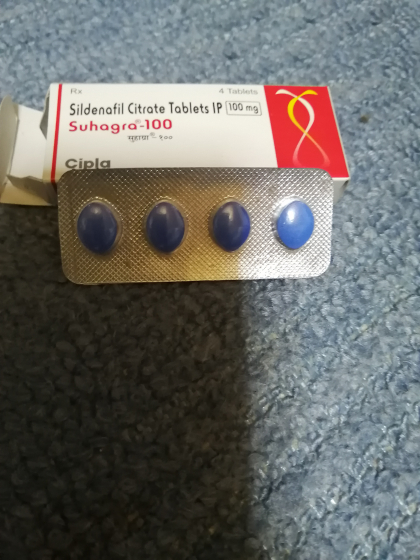 Rx
4 Tablets
Sildenafil Citrate Tablets IP 100 mg
Suhagra®-100
सुहाग्रा® - १००
Cipla